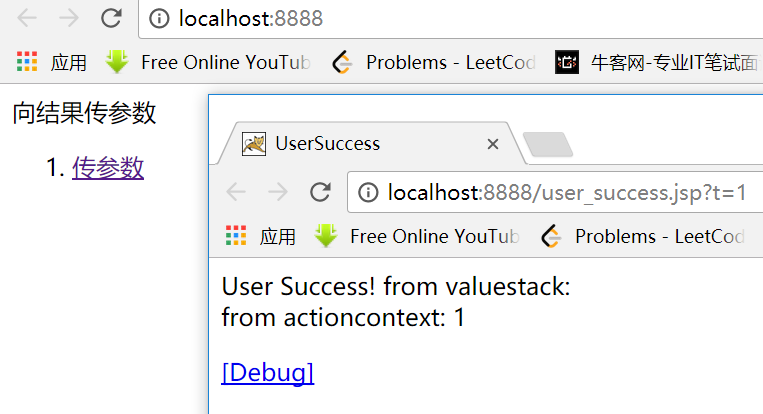 localhost:8888
应用 Free Online YouTub Problems - LeetCod 牛客网-专业IT笔试面
向结果传参数
1. 传参数
UserSuccess
localhost:8888/user_success.jsp?t=1
应用 Free Online YouTub Problems - LeetCod
User Success! from valuestack:
from actioncontext: 1
[Debug]